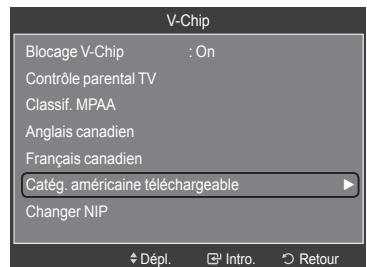 V-Chip
Blocage V-Chip : On
Contrôle parental TV
Classif. MPAA
Anglais canadien
Français canadien
Catég. américaine téléchargeable
Changer NIP
Dépl. Intro. Retour